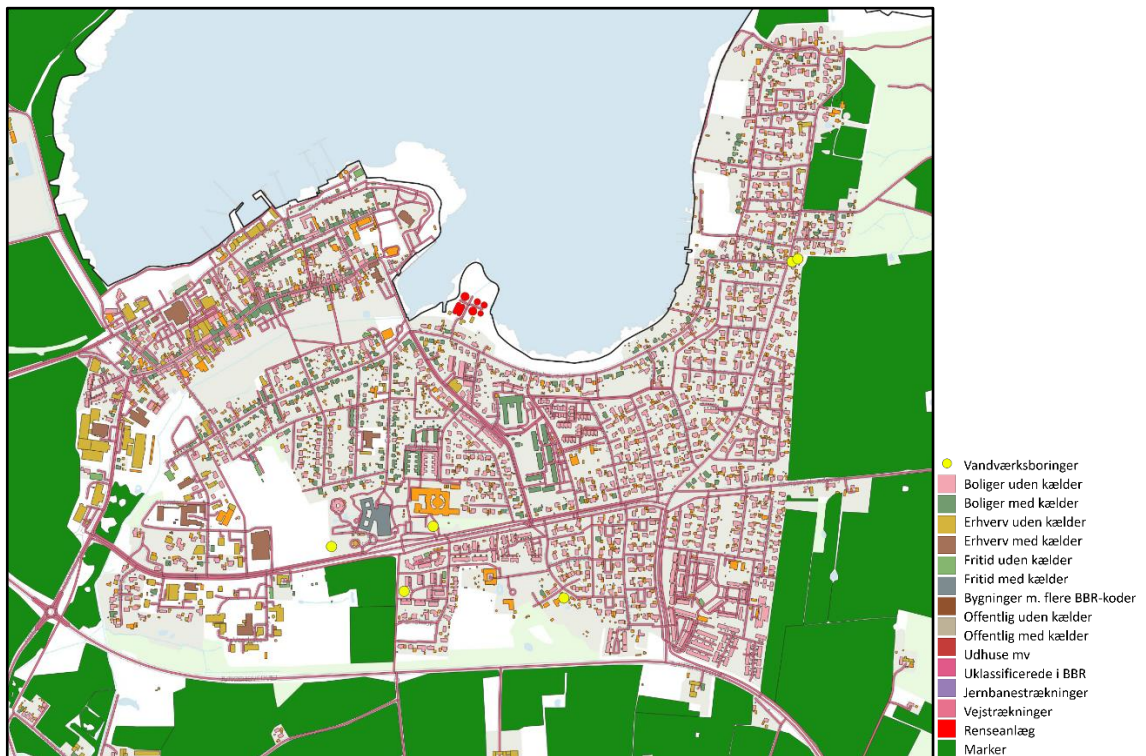 Vandværksboringer
Boliger uden kælder
Boliger med kælder
Erhverv uden kælder
Erhverv med kælder
Fritid uden kælder
Fritid med kælder
Bygninger m. flere BBR-koder
Offentlig uden kælder
Offentlig med kælder
Udhuse mv
Uklassificerede i BBR
Jernbanestrækninger
Vejstrækninger
Renseanlæg
Marker